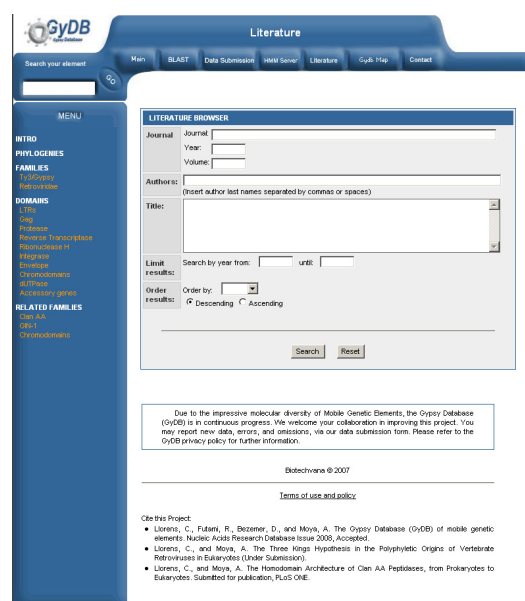 GyDB
Gypsy Database
Literature
Search your element
GO
Main BLAST Data Submission HMM Server Literature Gydb Map Contact
MENU
INTRO
PHYLOGENIES
FAMILIES
Ty3/Gypsy
Retroviridae
DOMAINS
LTRs
Gag
Protease
Reverse Transcriptase
Ribonuclease H
Integrase
Envelope
Chromodomains
dUTPase
Accessory genes
RELATED FAMILIES
Clan AA
GIN-1
Chromodomains
LITERATURE BROWSER
Journal Journal:
Year:
Volume:
Authors:
(Insert author last names separated by commas or spaces)
Title:
Limit results: Search by year from: until:
Order results: Order by:
Descending Ascending
Search Reset
Due to the impressive molecular diversity of Mobile Genetic Elements, the Gypsy Database
(GyDB) is in continuous progress. We welcome your collaboration in improving this project. You
may report new data, errors, and omissions, via our data submission form. Please refer to the
GyDB privacy policy for further information.
Biotechvana @ 2007
Terms of use and policy
Cite this Project:
Llorens, C., Futami, R., Bezemer, D., and Moya, A. The Gypsy Database (GyDB) of mobile genetic
elements. Nucleic Acids Research Database Issue 2008, Accepted.
Llorens, C., and Moya, A. The Three Kings Hypothesis in the Polyphyletic Origins of Vertebrate
Retroviruses in Eukaryotes (Under Submission).
Llorens, C., and Moya, A. The Homodomain Architecture of Clan AA Peptidases, from Prokaryotes to
Eukaryotes. Submitted for publication, PLoS ONE.